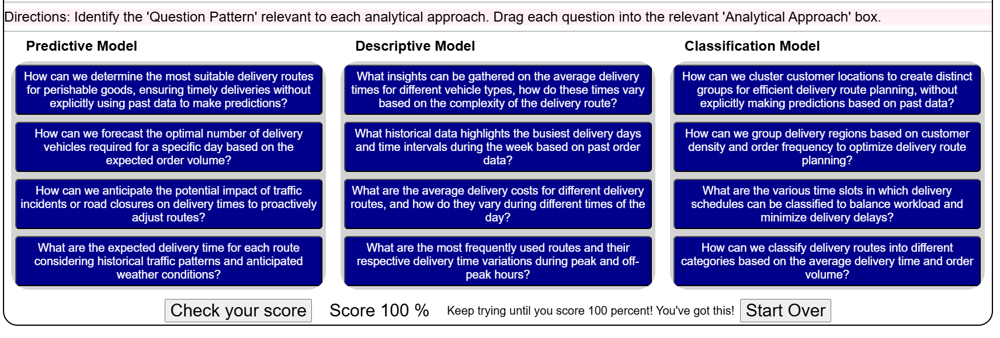 Directions: Identify the 'Question Pattern' relevant to each analytical approach. Drag each question into the relevant 'Analytical Approach' box.
Predictive Model
How can we determine the most suitable delivery routes
for perishable goods, ensuring timely deliveries without
explicitly using past data to make predictions?
How can we forecast the optimal number of delivery
vehicles required for a specific day based on the
expected order volume?
How can we anticipate the potential impact of traffic
incidents or road closures on delivery times to proactively
adjust routes?
What are the expected delivery time for each route
considering historical traffic patterns and anticipated
weather conditions?
Descriptive Model
What insights can be gathered on the average delivery
times for different vehicle types, how do these times vary
based on the complexity of the delivery route?
What historical data highlights the busiest delivery days
and time intervals during the week based on past order
data?
What are the average delivery costs for different delivery
routes, and how do they vary during different times of the
day?
What are the most frequently used routes and their
respective delivery time variations during peak and off-
peak hours?
Classification Model
How can we cluster customer locations to create distinct
groups for efficient delivery route planning, without
explicitly making predictions based on past data?
How can we group delivery regions based on customer
density and order frequency to optimize delivery route
planning?
What are the various time slots in which delivery
schedules can be classified to balance workload and
minimize delivery delays?
How can we classify delivery routes into different
categories based on the average delivery time and order
volume?
Check your score
Score 100 %
Keep trying until you score 100 percent! You've got this!
Start Over